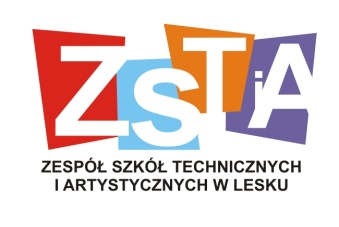 ZSTiA
ZESPÓŁ SZKÓŁ TECHNICZNYCH
I ARTYSTYCZNYCH W LESKU